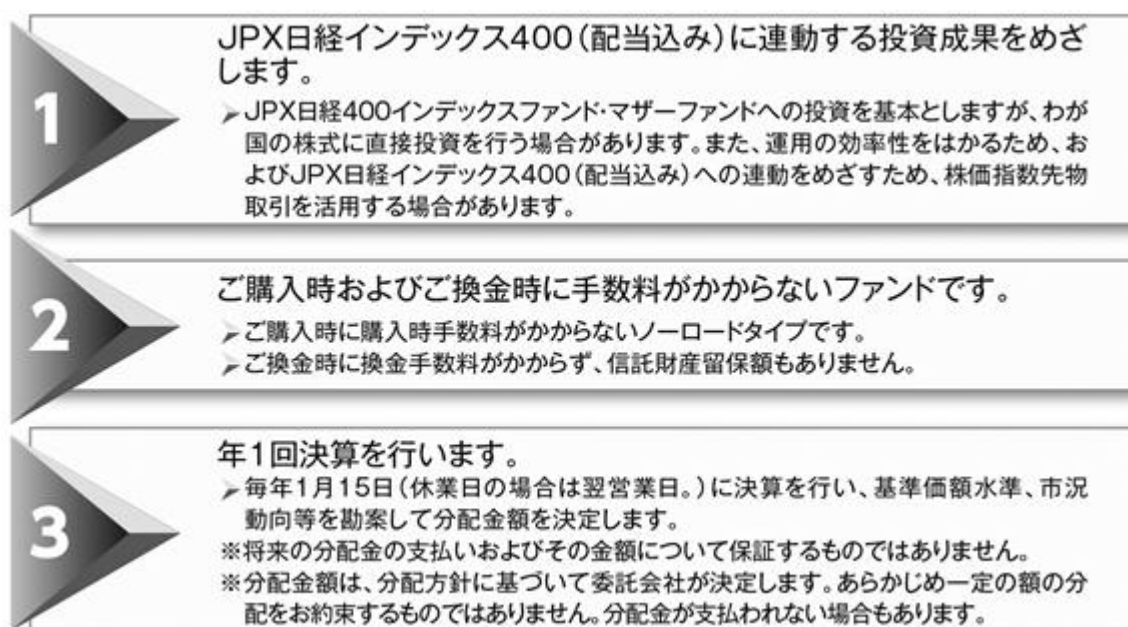 1
JPX日経インデックス400(配当込み)に連動する投資成果をめざ
します。
➢JPX日経400インデックスファンド・マザーファンドへの投資を基本としますが、わが
国の株式に直接投資を行う場合があります。また、運用の効率性をはかるため、お
よびJPX日経インデックス400(配当込み)への連動をめざすため、株価指数先物
取引を活用する場合があります。
2
ご購入時およびご換金時に手数料がかからないファンドです。
➢ご購入時に購入時手数料がかからないノーロードタイプです。
➢ご換金時に換金手数料がかからず、信託財産留保額もありません。
3
年1回決算を行います。
➢毎年1月15日(休業日の場合は翌営業日。)に決算を行い、基準価額水準、市況
動向等を勘案して分配金額を決定します。
※将来の分配金の支払いおよびその金額について保証するものではありません。
※分配金額は、分配方針に基づいて委託会社が決定します。あらかじめ一定の額の分
配をお約束するものではありません。分配金が支払われない場合もあります。